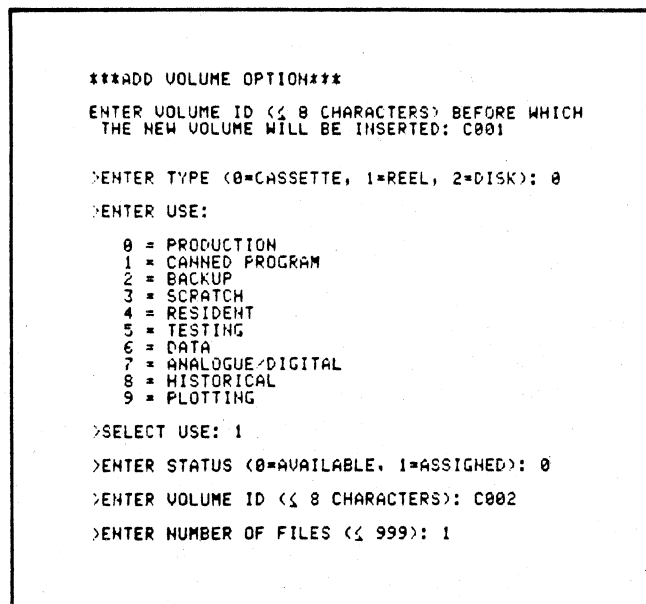 ***ADD VOLUME OPTION***
ENTER VOLUME ID (≤ 8 CHARACTERS) BEFORE WHICH
THE NEW VOLUME WILL BE INSERTED: C001
>ENTER TYPE (0=CASSETTE, 1=REEL, 2=DISK): 0
>ENTER USE:
0 = PRODUCTION
1 = CANNED PROGRAM
2 = BACKUP
3 = SCRATCH
4 = RESIDENT
5 = TESTING
6 = DATA
7 = ANALOGUE/DIGITAL
8 = HISTORICAL
9 = PLOTTING
>SELECT USE: 1
>ENTER STATUS (0=AVAILABLE, 1=ASSIGNED): 0
>ENTER VOLUME ID (≤ 8 CHARACTERS): C002
>ENTER NUMBER OF FILES (≤ 999): 1